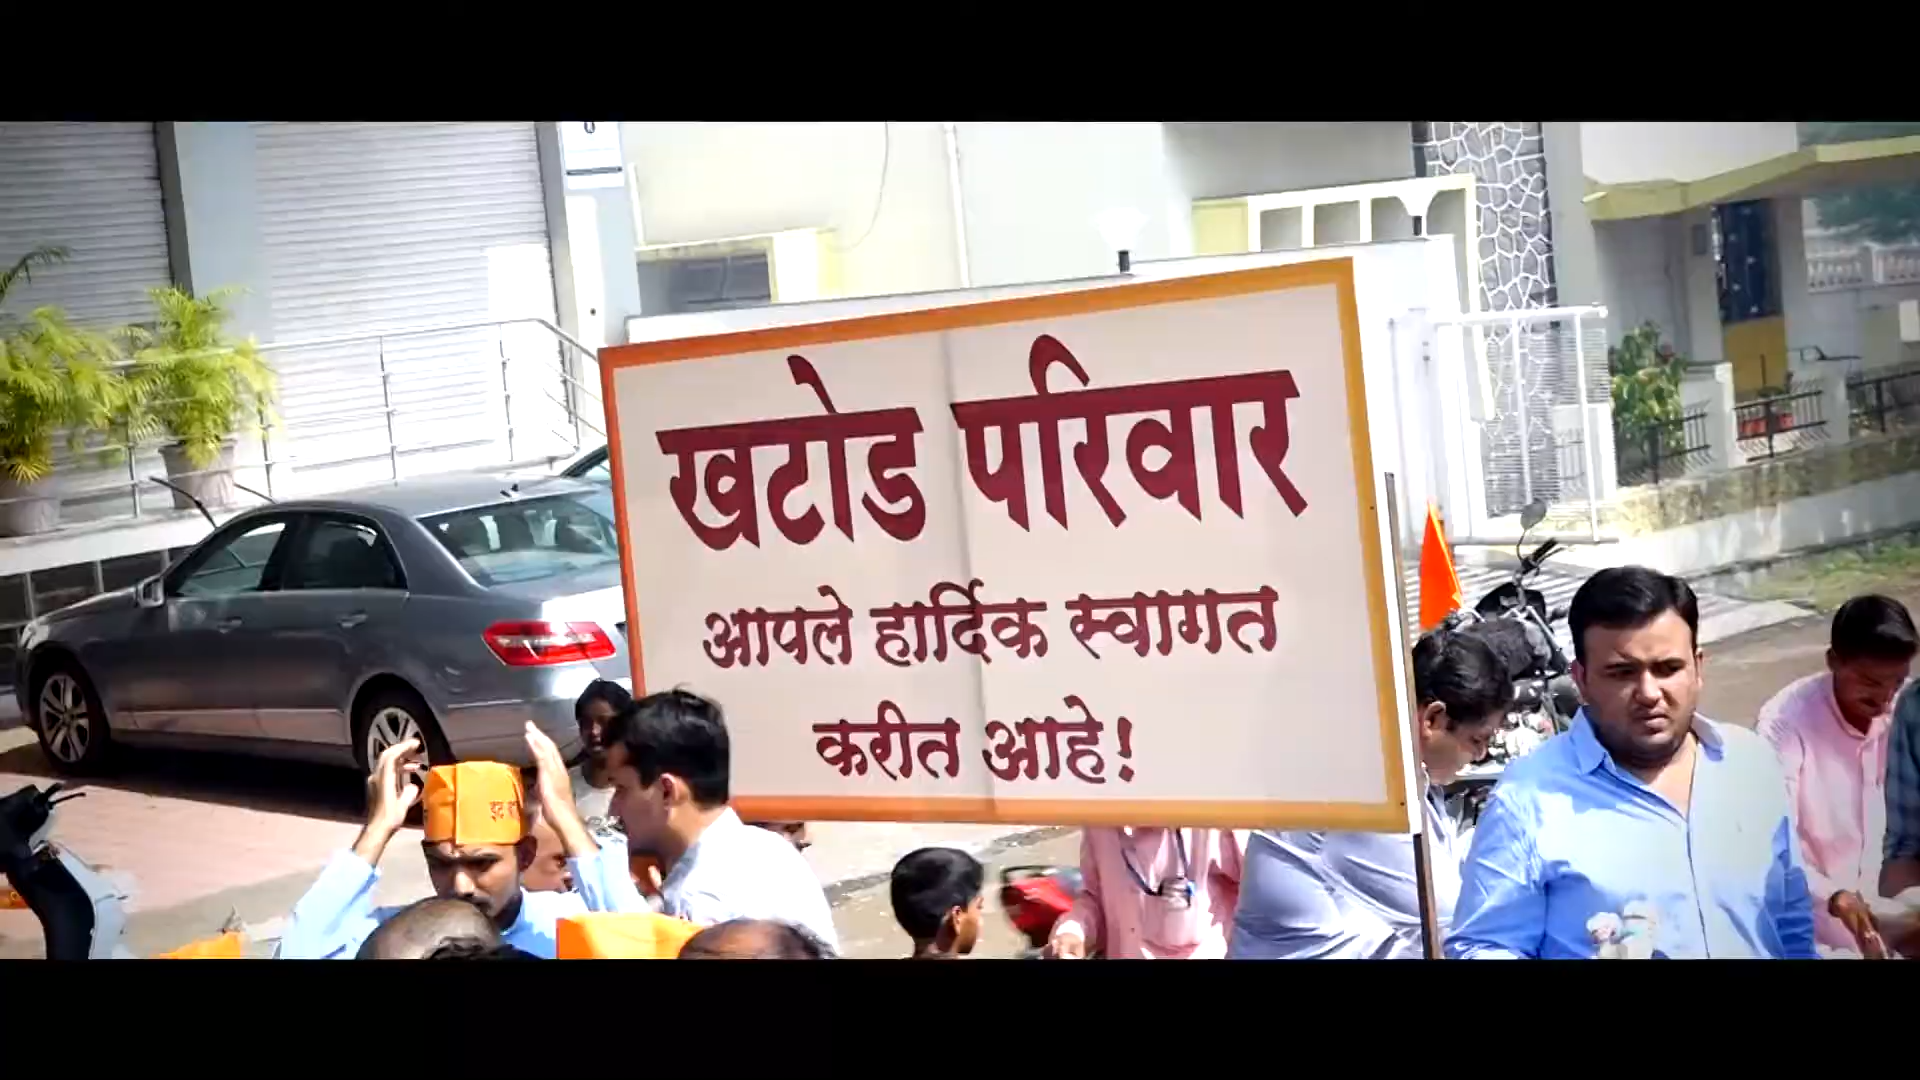 खटोड परिवार
आपले हार्दिक स्वागत
करीत आहे!